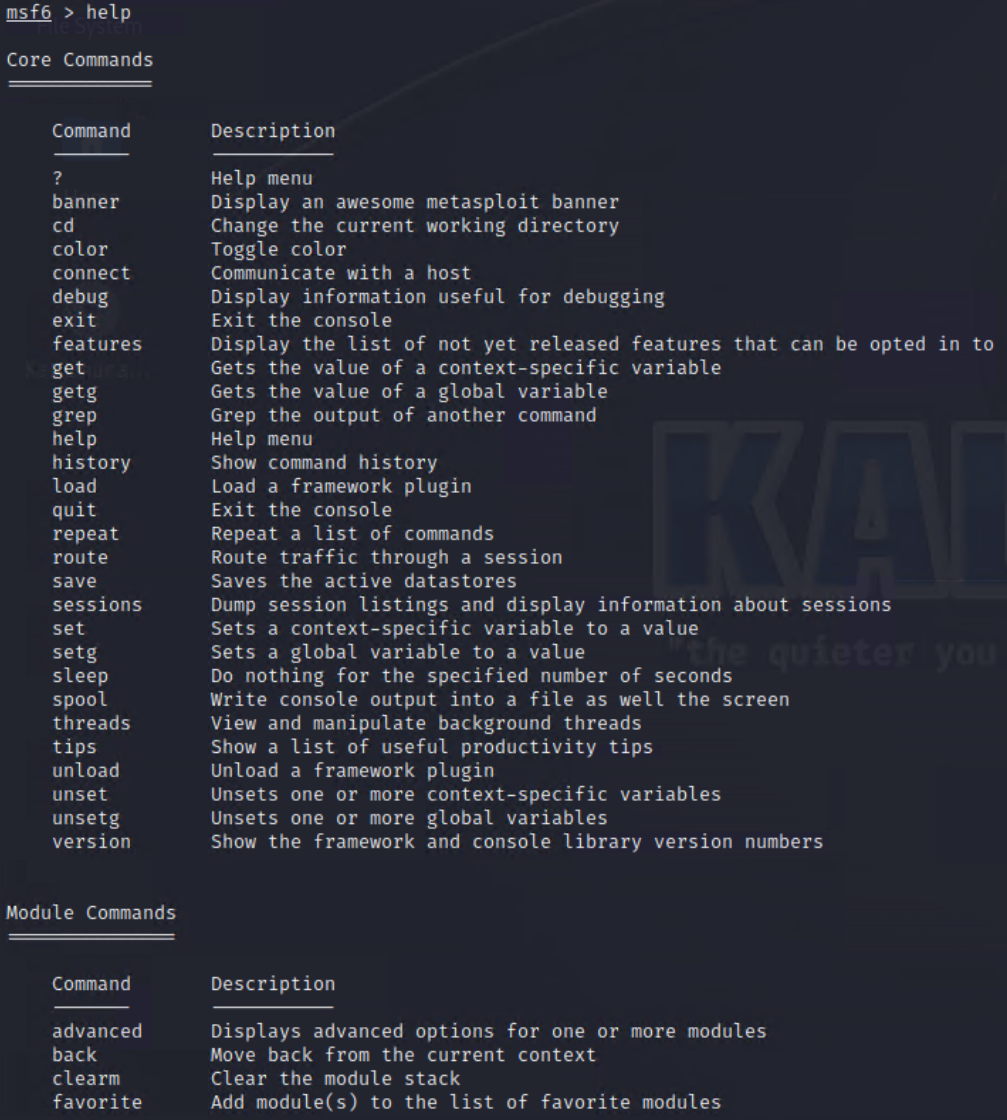 msf6 > help
File System
Core Commands
Command Description
? Help menu
banner Display an awesome metasploit banner
cd Change the current working directory
color Toggle color
connect Communicate with a host
debug Display information useful for debugging
exit Exit the console
features Display the list of not yet released features that can be opted in to
get Gets the value of a context-specific variable
getg Gets the value of a global variable
grep Grep the output of another command
help Help menu
history Show command history
load Load a framework plugin
quit Exit the console
repeat Repeat a list of commands
route Route traffic through a session
save Saves the active datastores
sessions Dump session listings and display information about sessions
set Sets a context-specific variable to a value
setg Sets a global variable to a value
sleep Do nothing for the specified number of seconds
spool Write console output into a file as well the screen
threads View and manipulate background threads
tips Show a list of useful productivity tips
unload Unload a framework plugin
unset Unsets one or more context-specific variables
unsetg Unsets one or more global variables
version Show the framework and console library version numbers
KA
"the quieter you
Module Commands
Command Description
advanced Displays advanced options for one or more modules
back Move back from the current context
clearm Clear the module stack
favorite Add module(s) to the list of favorite modules